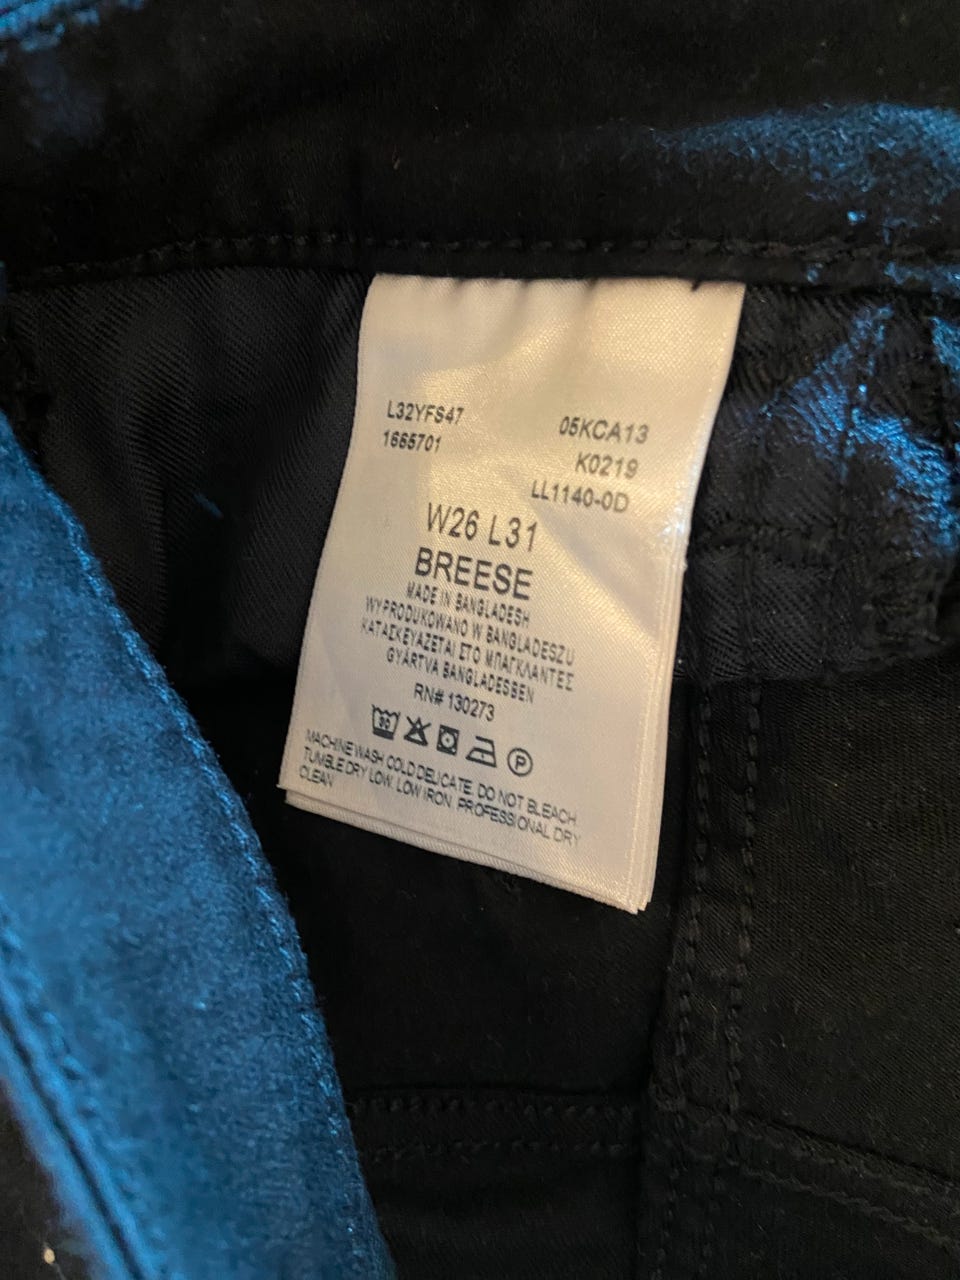 L32YFS47
1665701
05KCA13
K0219
LL1140-0D
W26 L31
BREESE
MADE IN BANGLADESH
WYPRODUKOWANO W BANGLADESZU
ΚΑΤΑΣΚΕΥΑΖΕΤΑΙ ΣΤΟ ΜΠΑΓΚΛΑΝΤΕΣ
GYÁRTVA BANGLADESBEN
RN# 130273
30 P
MACHINE WASH COLD DELICATE. DO NOT BLEACH
TUMBLE DRY LOW. LOW IRON. PROFESSIONAL DRY
CLEAN